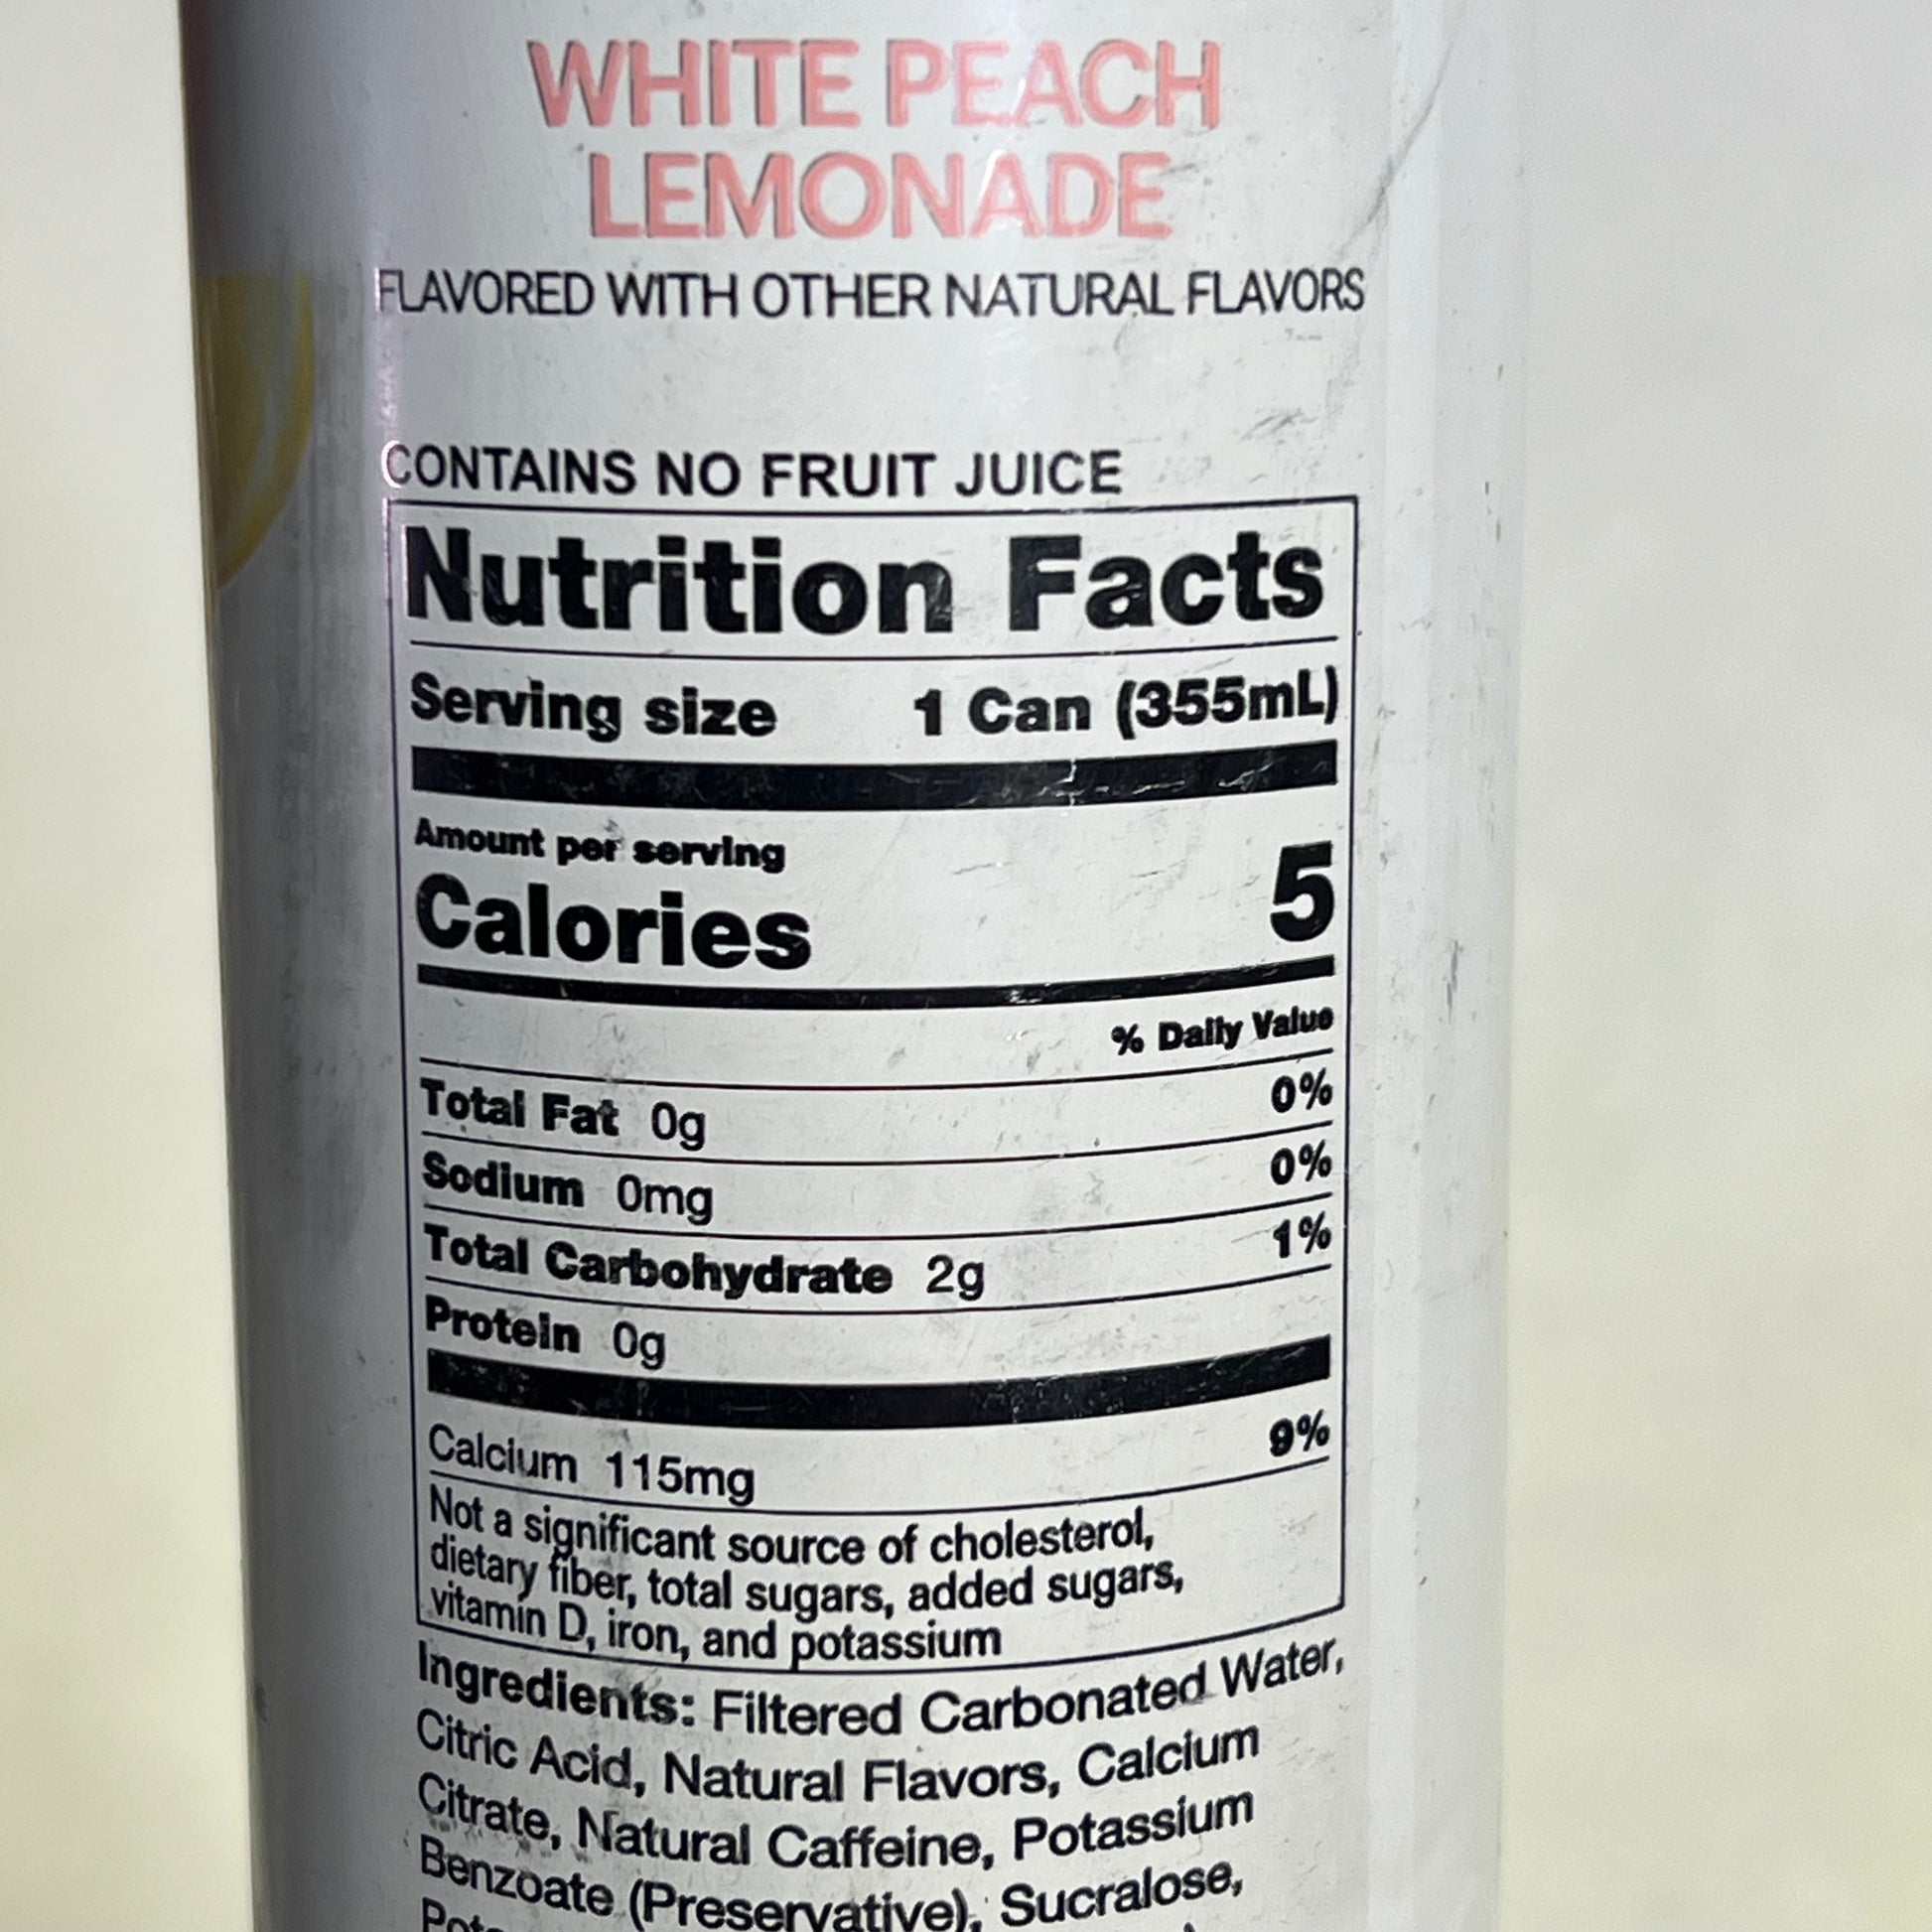 WHITE PEACH
LEMONADE
FLAVORED WITH OTHER NATURAL FLAVORS
CONTAINS NO FRUIT JUICE
Nutrition Facts
Serving size 1 Can (355mL)
Amount per serving
Calories 5
% Daily Value
Total Fat 0g 0%
Sodium 0mg 0%
Total Carbohydrate 2g 1%
Protein 0g
Calcium 115mg 9%
Not a significant source of cholesterol,
dietary fiber, total sugars, added sugars,
vitamin D, iron, and potassium
Ingredients: Filtered Carbonated Water,
Citric Acid, Natural Flavors, Calcium
Citrate, Natural Caffeine, Potassium
Benzoate (Preservative), Sucralose,